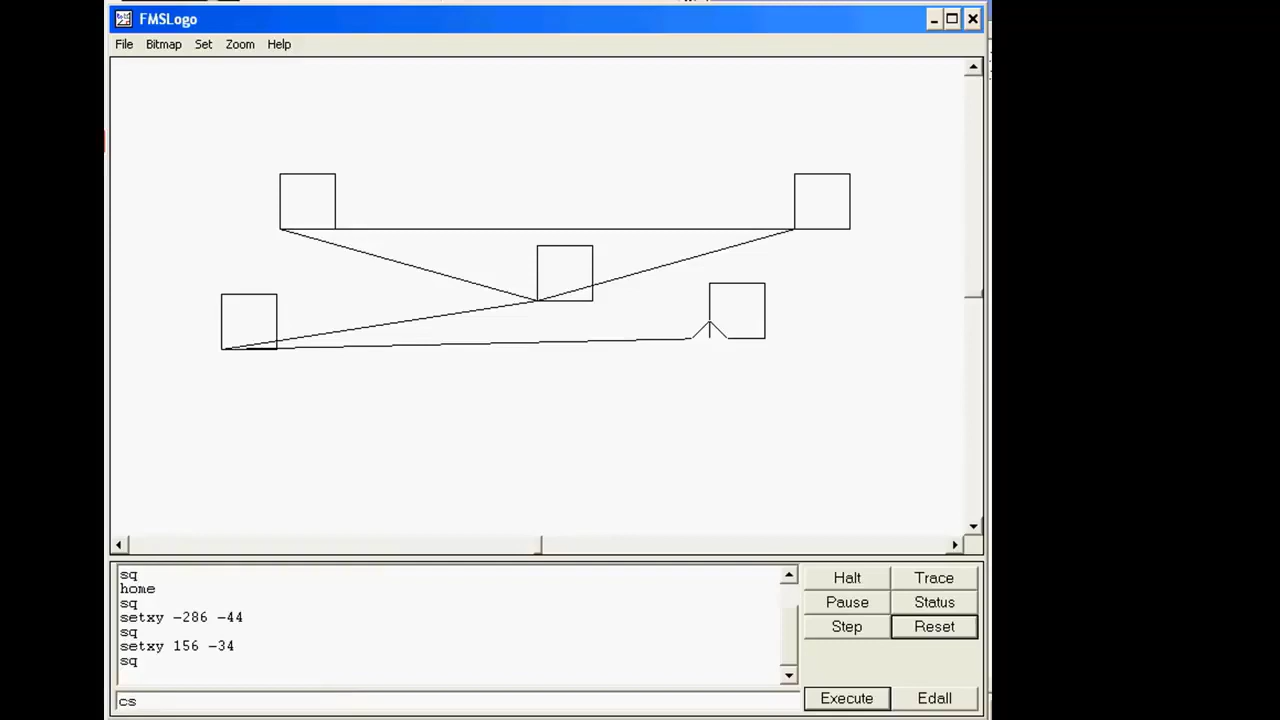 FMSLogo
File Bitmap Set Zoom Help
sq
home
sq
setxy -286 -44
sq
setxy 156 -34
sq
cs
Halt Trace
Pause Status
Step Reset
Execute Edall